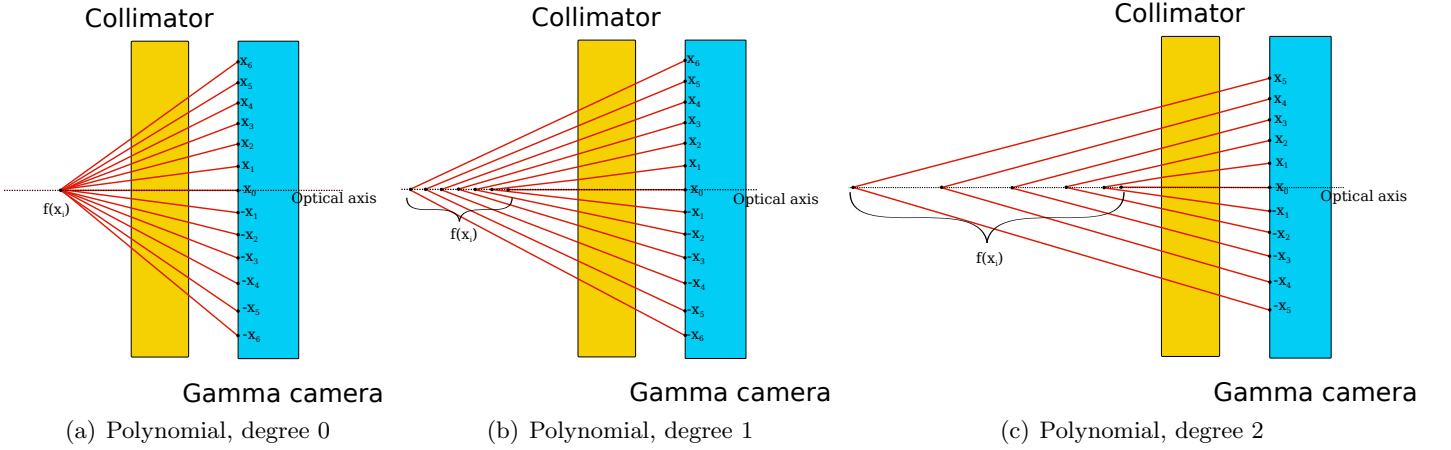 Collimator
x₆
x₅
x₄
x₃
x₂
x₁
x₀
-x₁
-x₂
-x₃
-x₄
-x₅
-x₆
f(xᵢ)
Optical axis
Gamma camera
(a) Polynomial, degree 0
Collimator
x₆
x₅
x₄
x₃
x₂
x₁
x₀
-x₁
-x₂
-x₃
-x₄
-x₅
-x₆
f(xᵢ)
Optical axis
Gamma camera
(b) Polynomial, degree 1
Collimator
x₅
x₄
x₃
x₂
x₁
x₀
-x₁
-x₂
-x₃
-x₄
-x₅
f(xᵢ)
Optical axis
Gamma camera
(c) Polynomial, degree 2